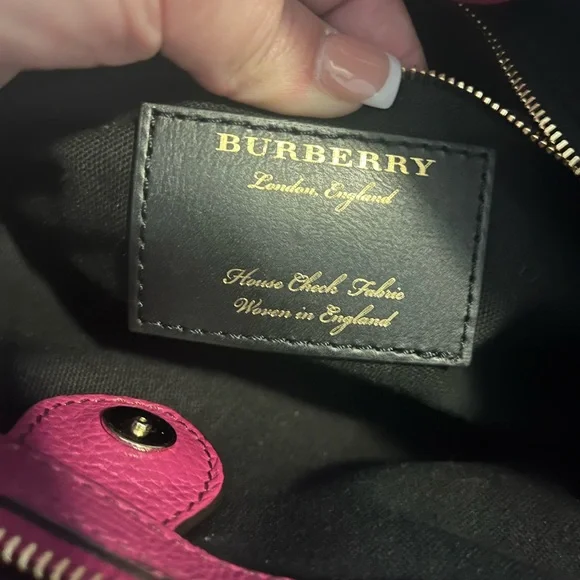 BURBERRY
London, England
House Check Fabric
Woven in England